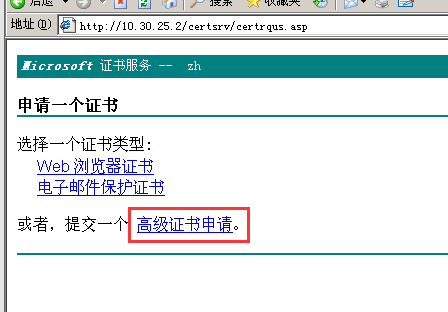 后退 搜索 收藏夹
地址(D) http://10.30.25.2/certsrv/certrqus.asp
Microsoft 证书服务 -- zh
申请一个证书
选择一个证书类型:
Web 浏览器证书
电子邮件保护证书
或者，提交一个 高级证书申请。